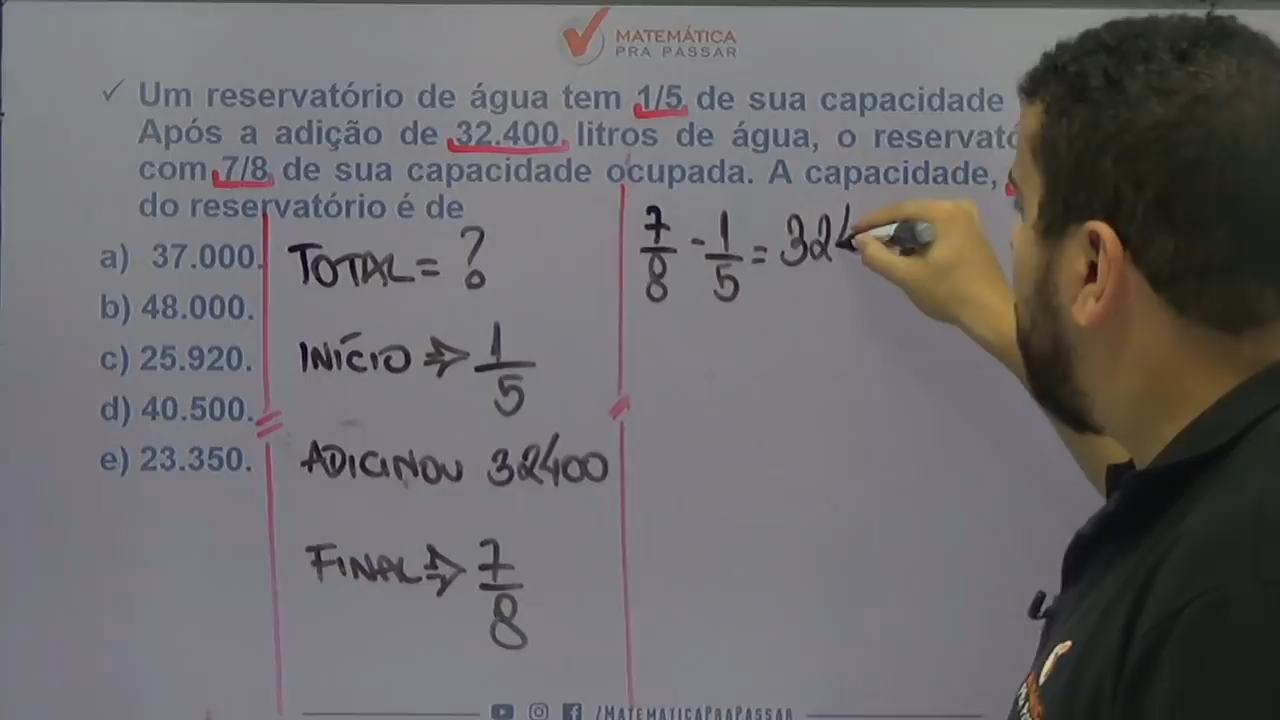 MATEMÁTICA
PRA PASSAR
✓ Um reservatório de água tem 1/5 de sua capacidade
Após a adição de 32.400 litros de água, o reservató
com 7/8 de sua capacidade ocupada. A capacidade,
do reservatório é de
a) 37.000.
b) 48.000.
c) 25.920.
d) 40.500.
e) 23.350.
TOTAL = ?
INÍCIO ⇒ 1/5
ADICINOU 32400
FINAL ⇒ 7/8
7/8 - 1/5 = 324
/MATEMATICAPRAPASSAR